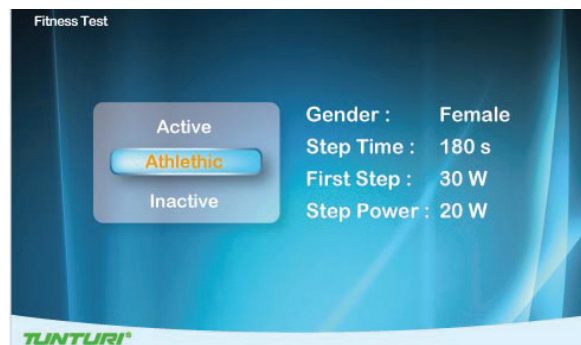 Fitness Test
Active
Athlethic
Inactive
Gender : Female
Step Time : 180 s
First Step : 30 W
Step Power : 20 W
TUNTURI®